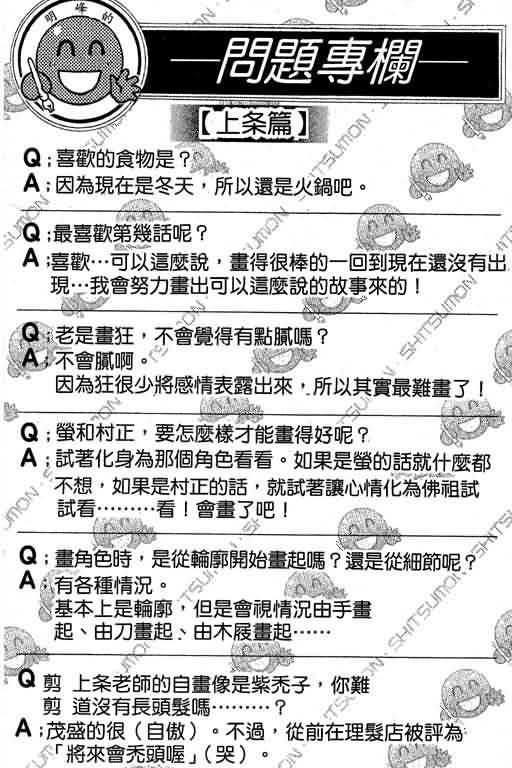 明峰的
問題專欄
【上条篇】
Q;喜歡的食物是？
A;因為現在是冬天，所以還是火鍋吧。
Q;最喜歡第幾話呢？
A;喜歡⋯可以這麼說，畫得很棒的一回到現在還沒有出
現⋯我會努力畫出可以這麼說的故事來的！
Q;老是畫狂，不會覺得有點膩嗎？
A;不會膩啊。
因為狂很少將感情表露出來，所以其實最難畫了！
Q;螢和村正，要怎麼樣才能畫得好呢？
A;試著化身為那個角色看看。如果是螢的話就什麼都
不想，如果是村正的話，就試著讓心情化為佛祖試
試看⋯⋯⋯看！會畫了吧！
Q;畫角色時，是從輪廓開始畫起嗎？還是從細節呢？
A;有各種情況。
基本上是輪廓，但是會視情況由手畫
起、由刀畫起、由木屐畫起⋯⋯
Q 剪 上条老師的自畫像是紫禿子，你難
剪 道沒有長頭髮嗎⋯⋯⋯？
A;茂盛的很（自傲）。不過，從前在理髮店被評為
「將來會禿頭喔」（哭）。
SHITSUMON · SHITSUMON · SHITSUMON